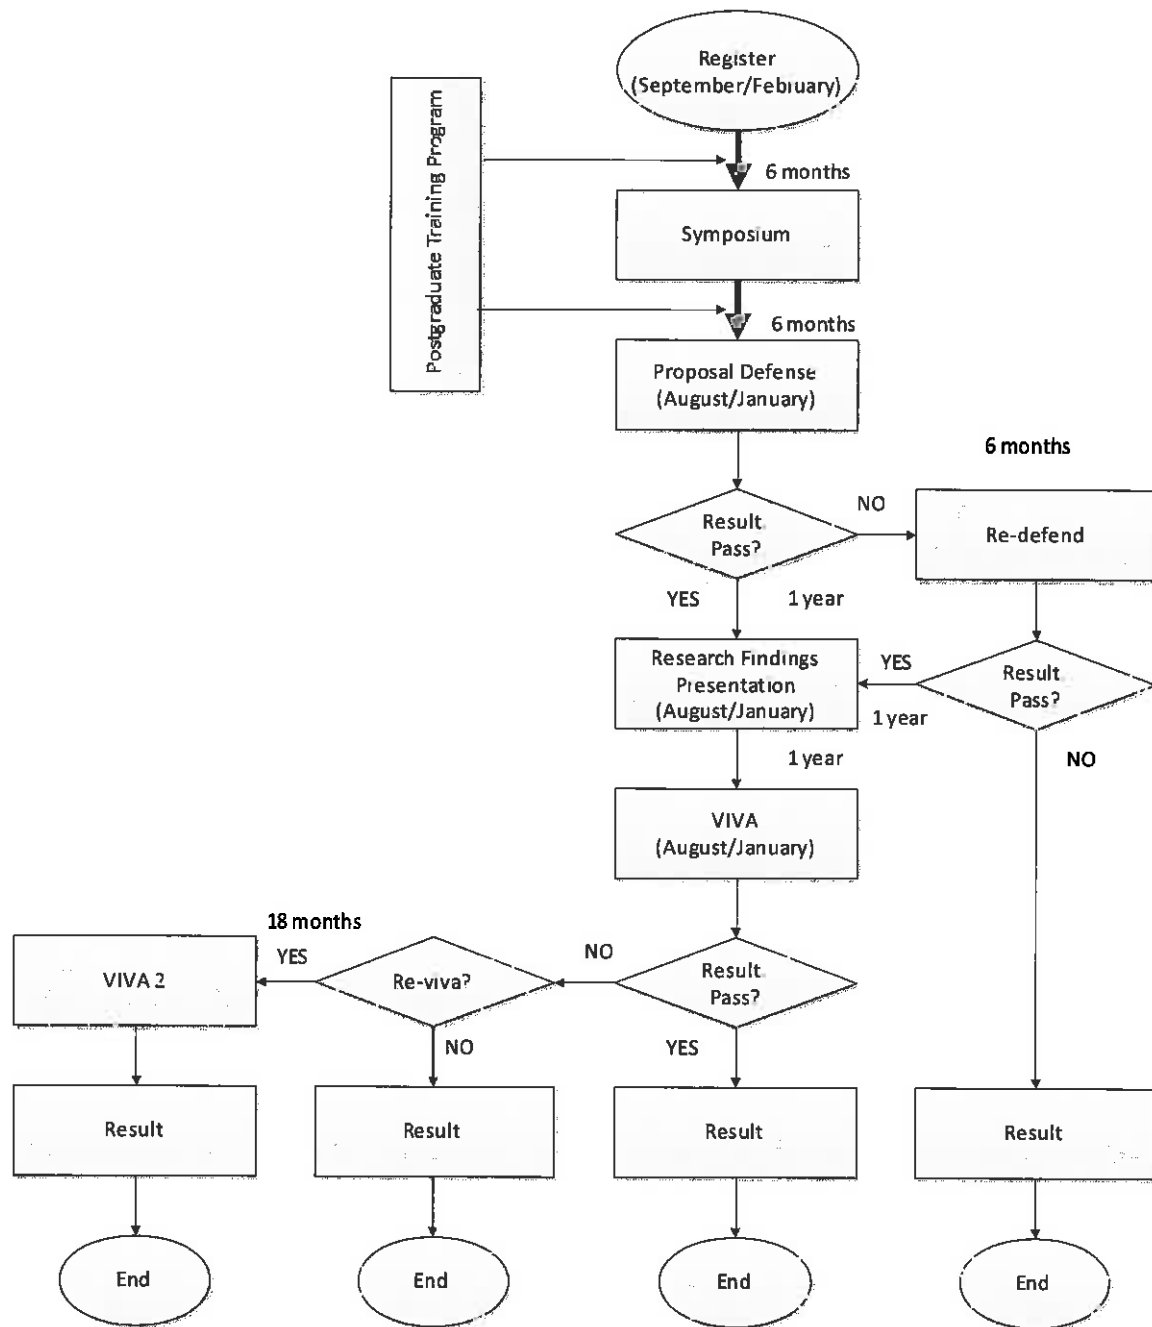 Register
(September/February)
Postgraduate Training Program
6 months
Symposium
6 months
Proposal Defense
(August/January)
6 months
Result
Pass?
NO
Re-defend
YES
1 year
Research Findings
Presentation
(August/January)
YES
1 year
Result
Pass?
NO
1 year
VIVA
(August/January)
18 months
VIVA 2
YES
Re-viva?
NO
Result
Pass?
NO
YES
Result
Result
Result
Result
End
End
End
End